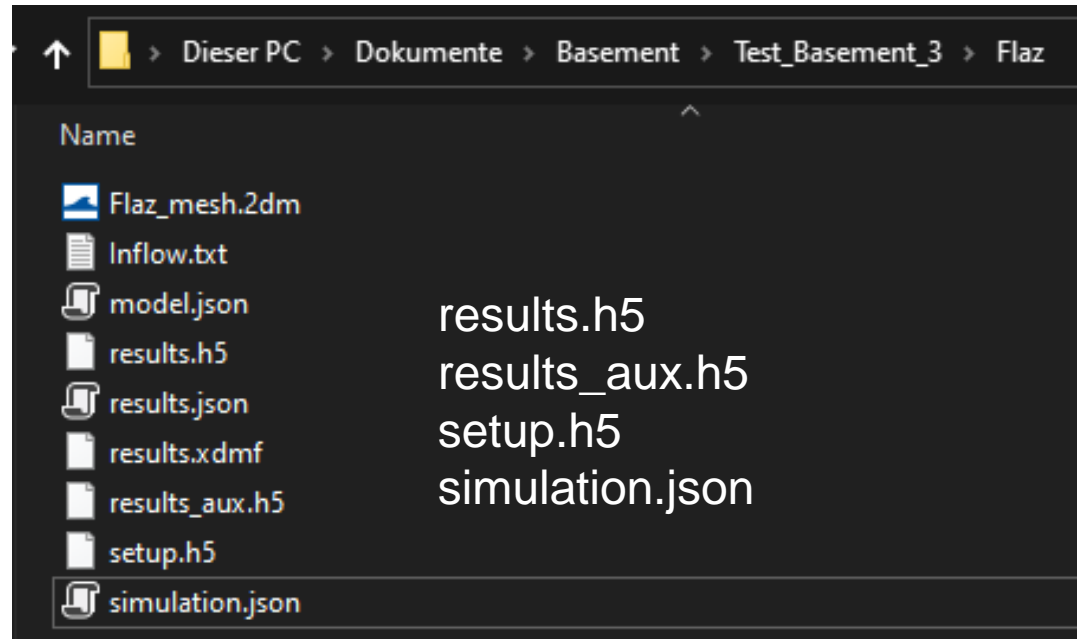 Dieser PC > Dokumente > Basement > Test_Basement_3 > Flaz
Name
Flaz_mesh.2dm
Inflow.txt
model.json
results.h5
results.json
results.xdmf
results_aux.h5
setup.h5
simulation.json
results.h5
results_aux.h5
setup.h5
simulation.json